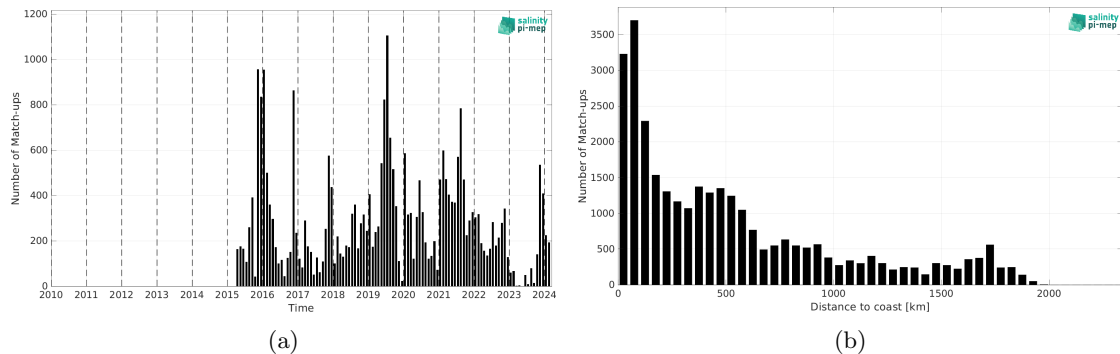 1200
1000
800
600
400
200
0
Number of Match-ups
2010 2011 2012 2013 2014 2015 2016 2017 2018 2019 2020 2021 2022 2023 2024
Time
salinity
pi-mep
(a)
3500
3000
2500
2000
1500
1000
500
0
Number of Match-ups
0 500 1000 1500 2000
Distance to coast [km]
salinity
pi-mep
(b)